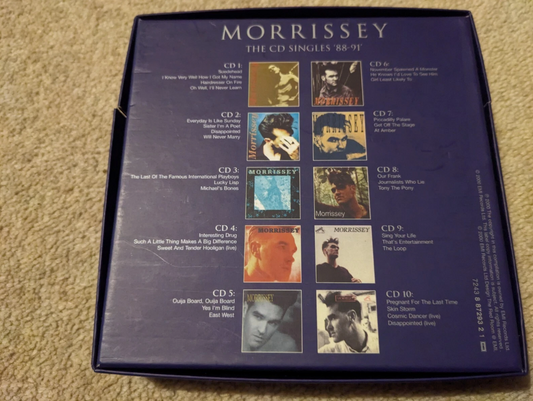 MORRISSEY
THE CD SINGLES '88-91'
CD 1:
Suedehead
I Know Very Well How I Got My Name
Hairdresser On Fire
Oh Well, I'll Never Learn
CD 2:
Everyday Is Like Sunday
Sister I'm A Poet
Disappointed
Will Never Marry
Morrissey
CD 3:
The Last Of The Famous International Playboys
Lucky Lisp
Michael's Bones
MORRISSEY
CD 4:
Interesting Drug
Such A Little Thing Makes A Big Difference
Sweet And Tender Hooligan (live)
MORRISSEY
CD 5:
Ouija Board, Ouija Board
Yes I'm Blind
East West
CD 6:
November Spawned A Monster
He Knows I'd Love To See Him
Girl Least Likely To
MORRISSEY
CD 7:
Piccadilly Palare
Get Off The Stage
At Amber
CD 8:
Our Frank
Journalists Who Lie
Tony The Pony
Morrissey
CD 9:
Sing Your Life
That's Entertainment
The Loop
MORRISSEY
CD 10:
Pregnant For The Last Time
Skin Storm
Cosmic Dancer (live)
Disappointed (live)
7243 8 87293 2 1
EMI